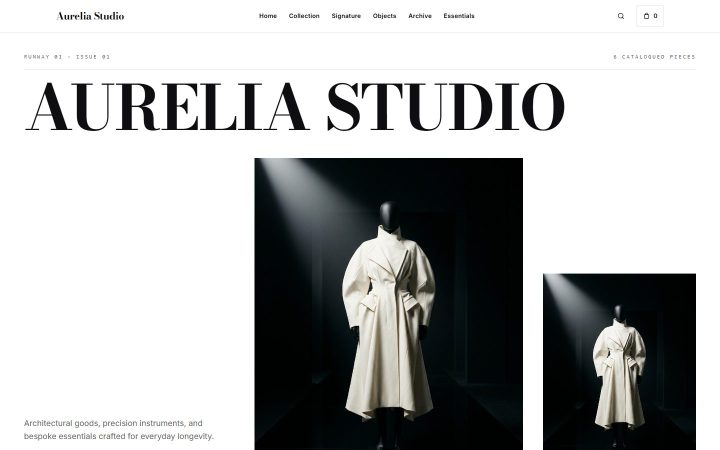 Aurelia Studio
Home Collection Signature Objects Archive Essentials
0
RUNWAY 01 · ISSUE 01
6 CATALOGUED PIECES
AURELIA STUDIO
Architectural goods, precision instruments, and
bespoke essentials crafted for everyday longevity.